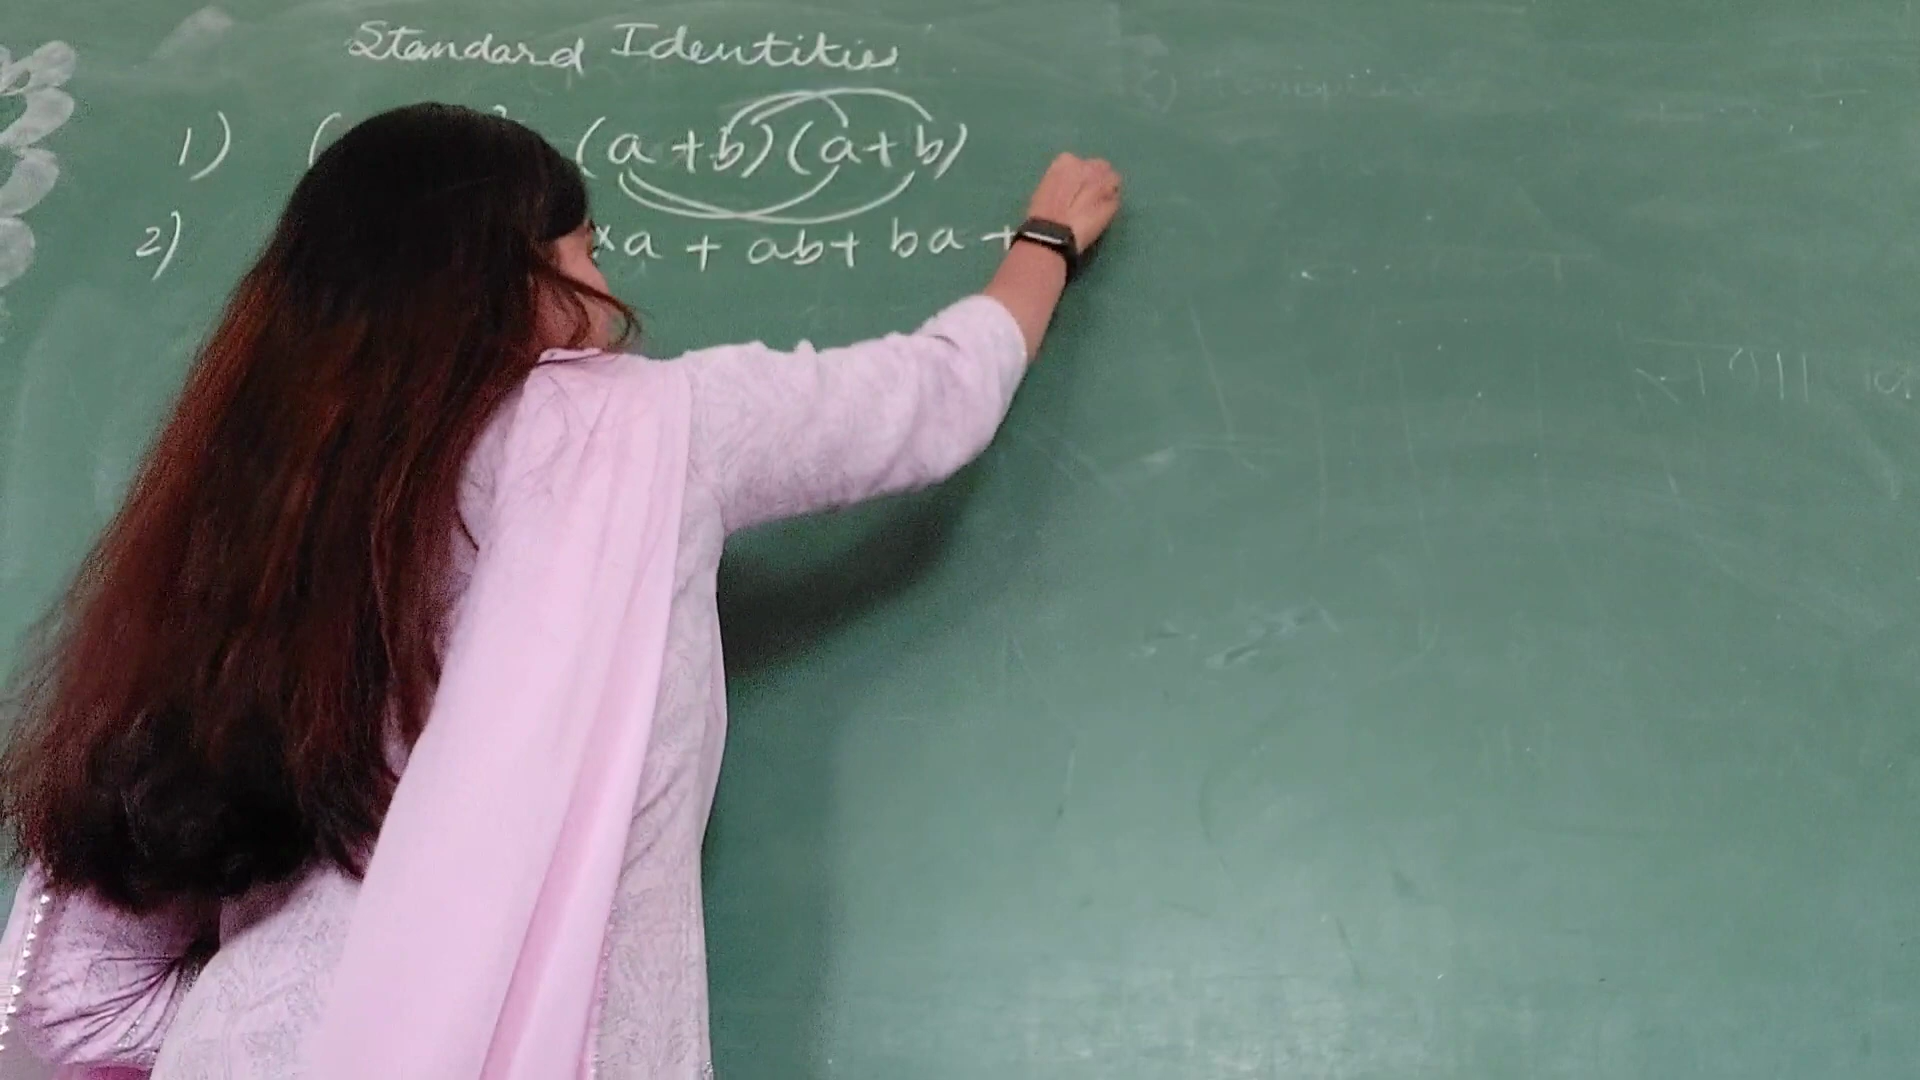 Standard Identities
1) ( 2 (a+b)(a+b)
2) xa + ab + ba +